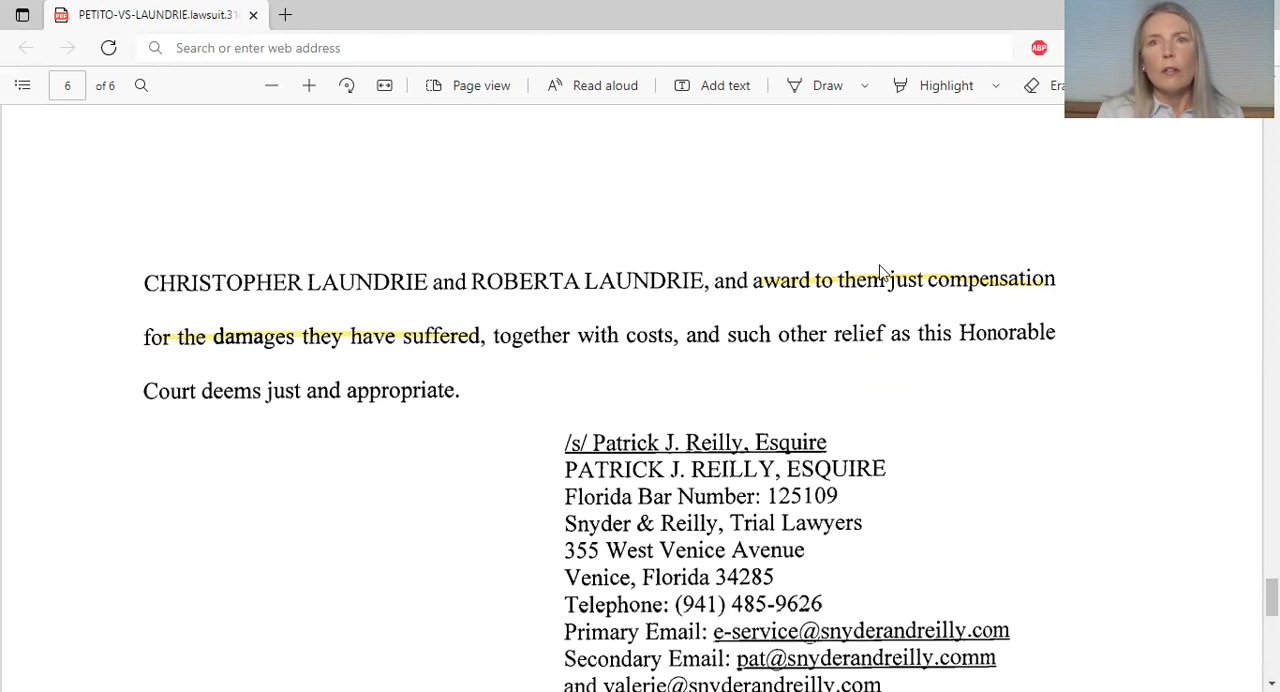 PETITO-VS-LAUNDRIE.lawsuit.31
Search or enter web address
ABP
6 of 6
Page view
Read aloud
Add text
Draw
Highlight
Era
CHRISTOPHER LAUNDRIE and ROBERTA LAUNDRIE, and award to them just compensation
for the damages they have suffered, together with costs, and such other relief as this Honorable
Court deems just and appropriate.
/s/ Patrick J. Reilly, Esquire
PATRICK J. REILLY, ESQUIRE
Florida Bar Number: 125109
Snyder & Reilly, Trial Lawyers
355 West Venice Avenue
Venice, Florida 34285
Telephone: (941) 485-9626
Primary Email: e-service@snyderandreilly.com
Secondary Email: pat@snyderandreilly.comm
and valerie@snyderandreilly.com